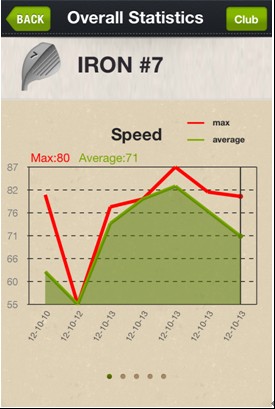 BACK Overall Statistics Club
7
IRON #7
max
Speed
average
Max:80 Average:71
87
82
76
71
66
60
55
12-10-10 12-10-12 12-10-13 12-10-13 12-10-13 12-10-13 12-10-13